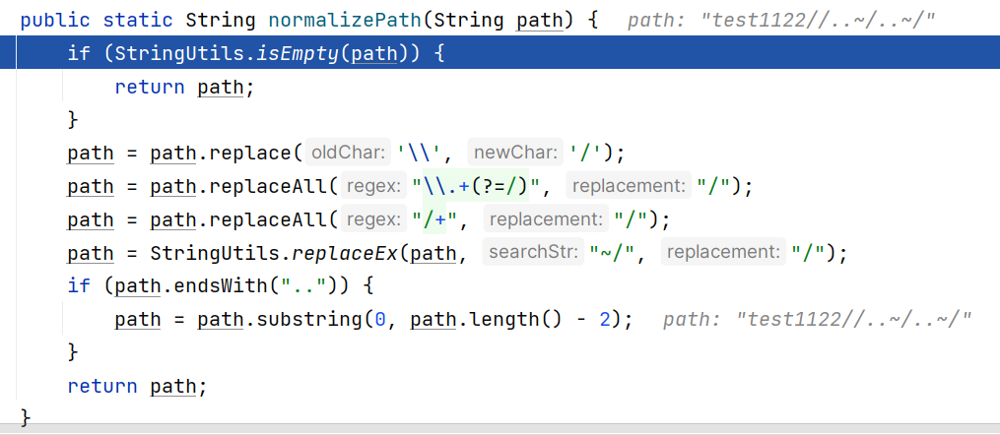 public static String normalizePath(String path) { path: "test1122//..~/..~/"
if (StringUtils.isEmpty(path)) {
return path;
}
path = path.replace( oldChar: '\\', newChar: '/');
path = path.replaceAll( regex: "\\.+(?=/)", replacement: "/");
path = path.replaceAll( regex: "/+", replacement: "/");
path = StringUtils.replaceEx(path, searchStr: "~/", replacement: "/");
if (path.endsWith("..")) {
path = path.substring(0, path.length() - 2); path: "test1122//..~/..~/"
}
return path;
}